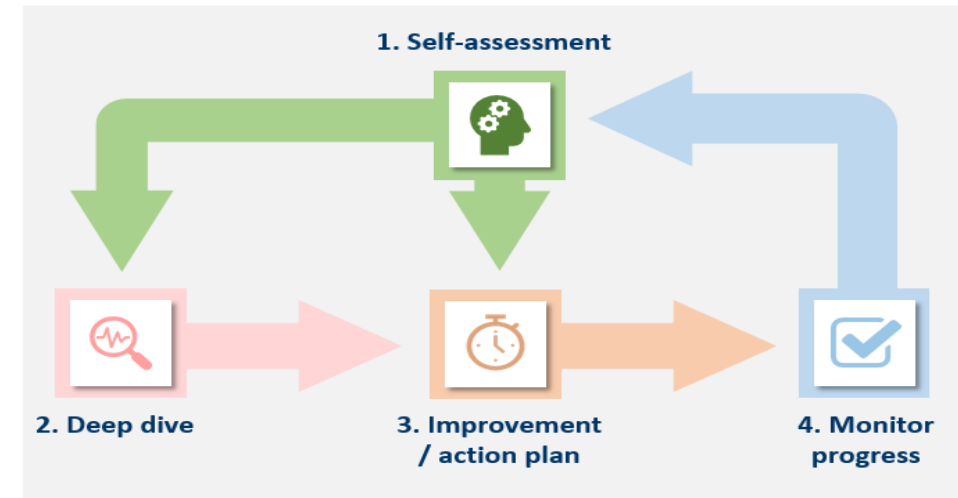 1. Self-assessment
2. Deep dive
3. Improvement
/ action plan
4. Monitor
progress